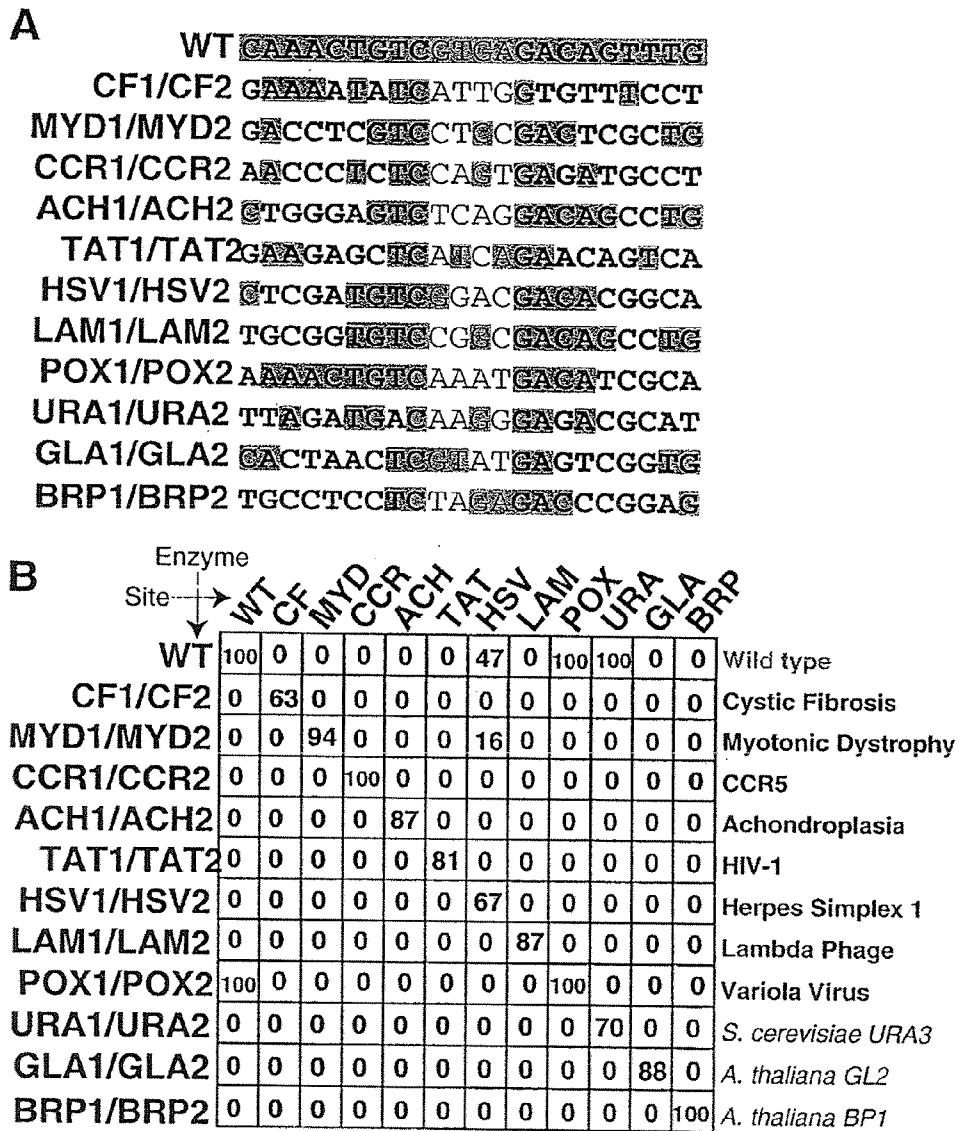 A
WT CAAACTGTCGTCAGACAGTTTG
CF1/CF2 GAAAATATCATTGGTGTTTCCT
MYD1/MYD2 GACCTCGTCCTCCGACTCGCTG
CCR1/CCR2 AACCCTCTCCAGTGAGATGCCT
ACH1/ACH2 CTGGGAGTCTCAGGACAGCCTG
TAT1/TAT2 GAAGAGCTCATCAGAACAGTCA
HSV1/HSV2 CTCGATGTCGGACGAGACGGCA
LAM1/LAM2 TGCGGTGTCCGGCGACAGCCTG
POX1/POX2 AAAACTGTCAAATGACATCGCA
URA1/URA2 TTAGATGACAAGGGAGACGCAT
GLA1/GLA2 CACTAACTCGTATGAGTCGGTG
BRP1/BRP2 TGCCTCCTCTAGAGACCCGGAG
B
Enzyme
Site
WT CF MYD CCR ACH TAT HSV LAM POX URA GLA BRP
WT 100 0 0 0 0 0 47 0 100 100 0 0 Wild type
CF1/CF2 0 63 0 0 0 0 0 0 0 0 0 0 Cystic Fibrosis
MYD1/MYD2 0 0 94 0 0 0 16 0 0 0 0 0 Myotonic Dystrophy
CCR1/CCR2 0 0 0 100 0 0 0 0 0 0 0 0 CCR5
ACH1/ACH2 0 0 0 0 87 0 0 0 0 0 0 0 Achondroplasia
TAT1/TAT2 0 0 0 0 0 81 0 0 0 0 0 0 HIV-1
HSV1/HSV2 0 0 0 0 0 0 67 0 0 0 0 0 Herpes Simplex 1
LAM1/LAM2 0 0 0 0 0 0 0 87 0 0 0 0 Lambda Phage
POX1/POX2 100 0 0 0 0 0 0 0 100 0 0 0 Variola Virus
URA1/URA2 0 0 0 0 0 0 0 0 0 70 0 0 S. cerevisiae URA3
GLA1/GLA2 0 0 0 0 0 0 0 0 0 0 88 0 A. thaliana GL2
BRP1/BRP2 0 0 0 0 0 0 0 0 0 0 0 100 A. thaliana BP1